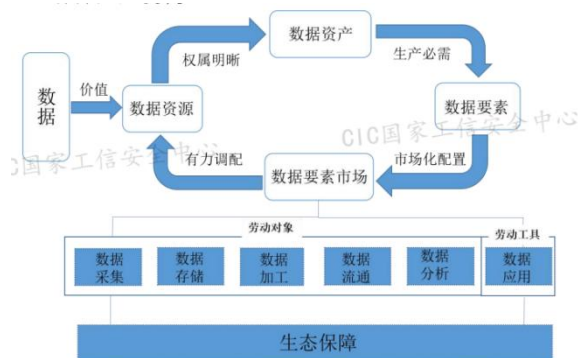 数据资产
权属明晰
生产必需
数据
价值
数据资源
数据要素
CIC国家工信安全中心
CIC国家工信安全中心
有力调配
数据要素市场
市场化配置
劳动对象
劳动工具
数据
采集
数据
存储
数据
加工
数据
流通
数据
分析
数据
应用
生态保障